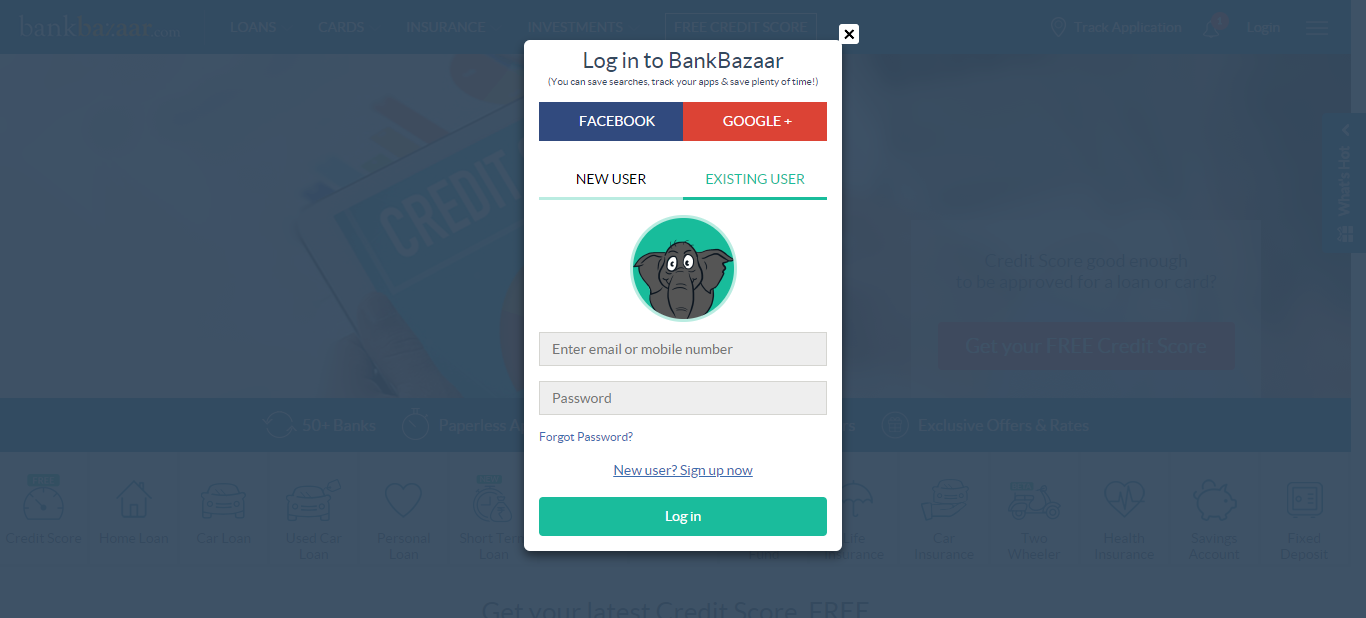 bankbazaar.com
LOANS
CARDS
INSURANCE
INVESTMENTS
FREE CREDIT SCORE
Track Application
1
Login
Log in to BankBazaar
(You can save searches, track your apps & save plenty of time!)
FACEBOOK
GOOGLE +
NEW USER
EXISTING USER
CREDIT
What's Hot
Credit Score good enough
to be approved for a loan or card?
Get your FREE Credit Score
Enter email or mobile number
Password
Forgot Password?
New user? Sign up now
Log in
50+ Banks
Paperless
Exclusive Offers & Rates
Credit Score
Home Loan
Car Loan
Used Car
Loan
Personal
Loan
Short Te
Loan
Car
Insurance
Two
Wheeler
Health
Insurance
Savings
Account
Fixed
Deposit
Get your latest Credit Score, FREE